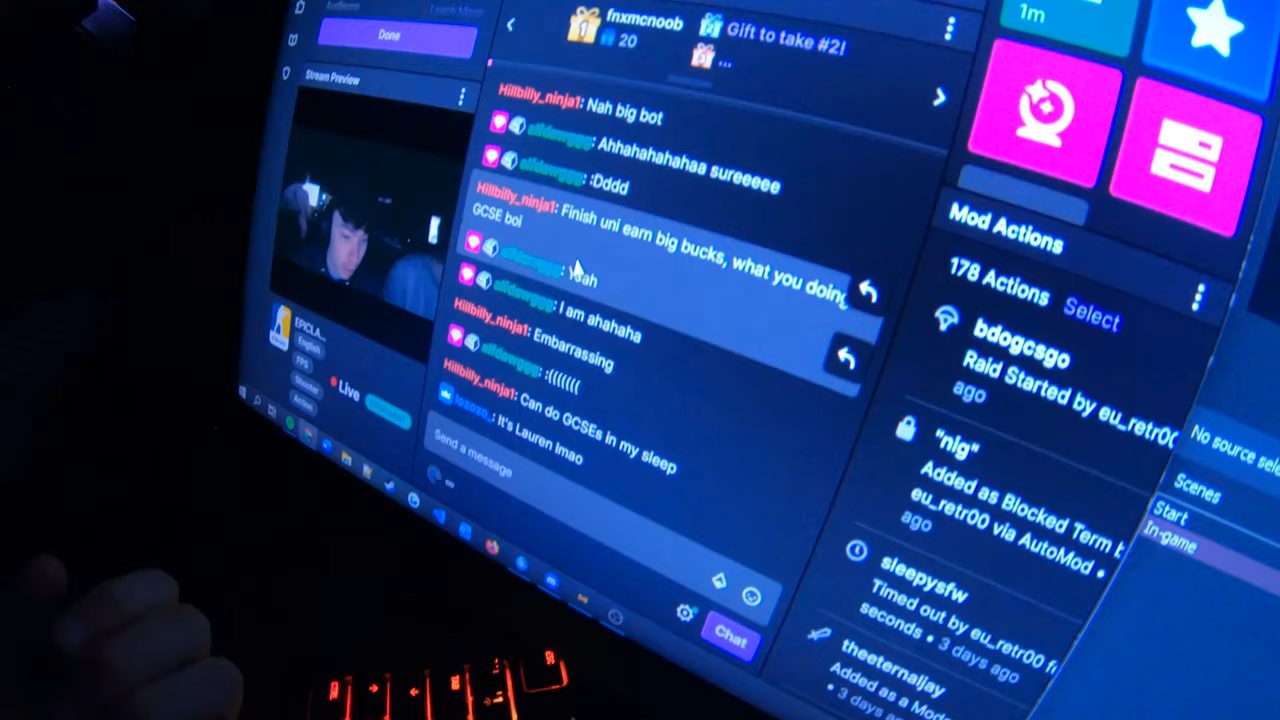 Done
Stream Preview
EPICLA...
English
FPS
Shooter
Action
Live
fnxmcnoob
20
Gift to take #2!
...
Hillbilly_ninja1: Nah big bot
alfdawggg: Ahhahahahahaa sureeeee
alfdawggg: :Dddd
Hillbilly_ninja1: Finish uni earn big bucks, what you doing
GCSE boi
alfdawggg: Yeah
alfdawggg: I am ahahaha
Hillbilly_ninja1: Embarrassing
alfdawggg: :(((((((
Hillbilly_ninja1: Can do GCSEs in my sleep
lozozo_: It's Lauren lmao
Send a message
Chat
1m
Mod Actions
178 Actions Select
bdogcsgo
Raid Started by eu_retr00
ago
"nig"
Added as Blocked Term
eu_retr00 via AutoMod •
ago
sleepysfw
Timed out by eu_retr00 f
seconds • 3 days ago
theeternaljay
Added as a Mod
• 3 days
No source sele
Scenes
Start
In-game